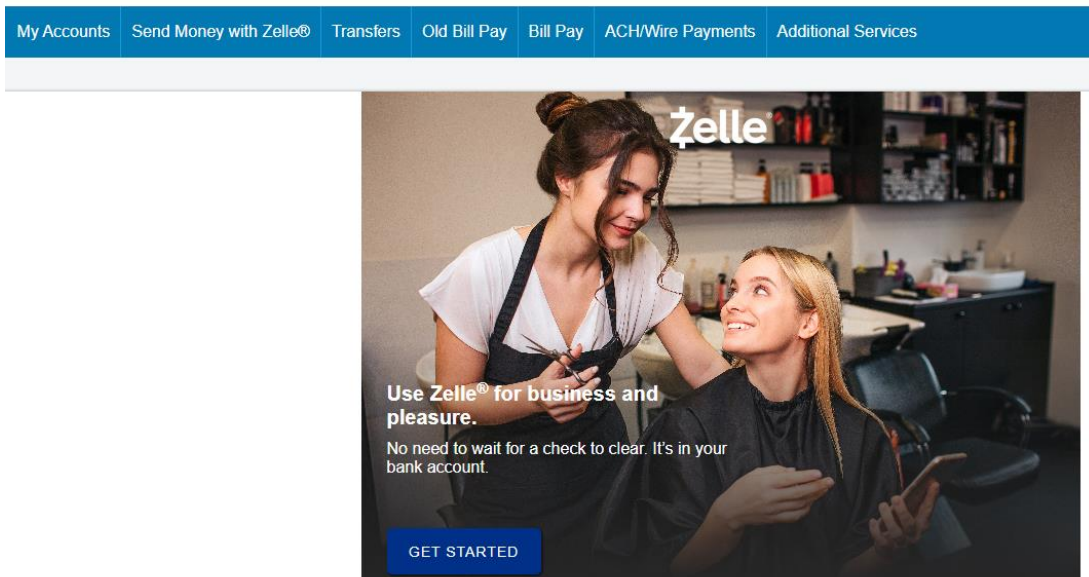 My Accounts Send Money with Zelle® Transfers Old Bill Pay Bill Pay ACH/Wire Payments Additional Services
Zelle®
Use Zelle® for business and
pleasure.
No need to wait for a check to clear. It's in your
bank account.
GET STARTED